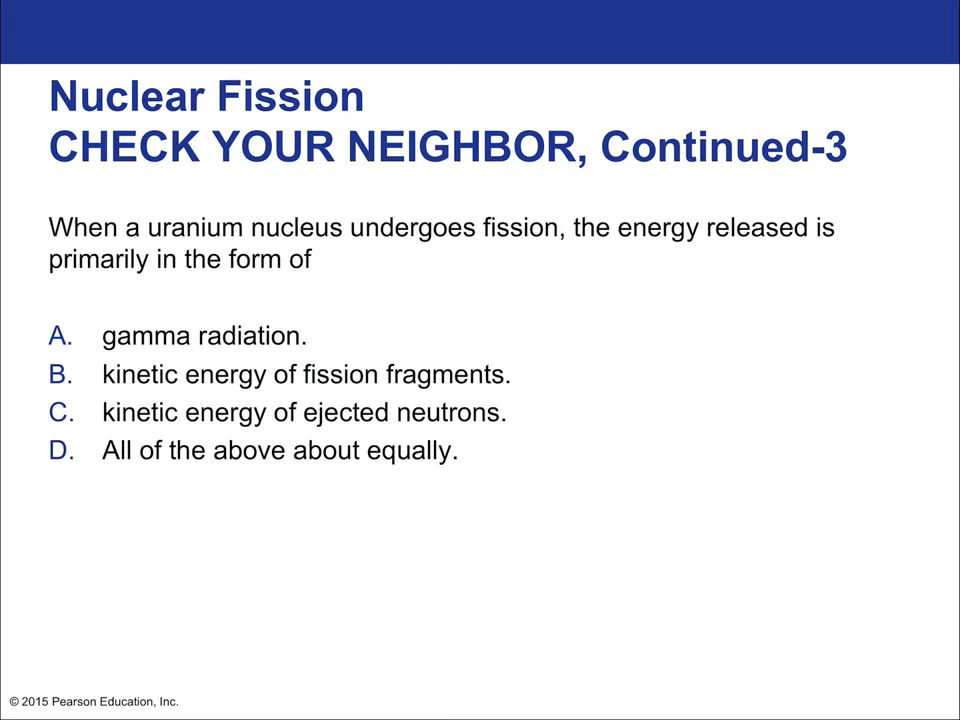 Nuclear Fission
CHECK YOUR NEIGHBOR, Continued-3
When a uranium nucleus undergoes fission, the energy released is
primarily in the form of
A. gamma radiation.
B. kinetic energy of fission fragments.
C. kinetic energy of ejected neutrons.
D. All of the above about equally.
© 2015 Pearson Education, Inc.